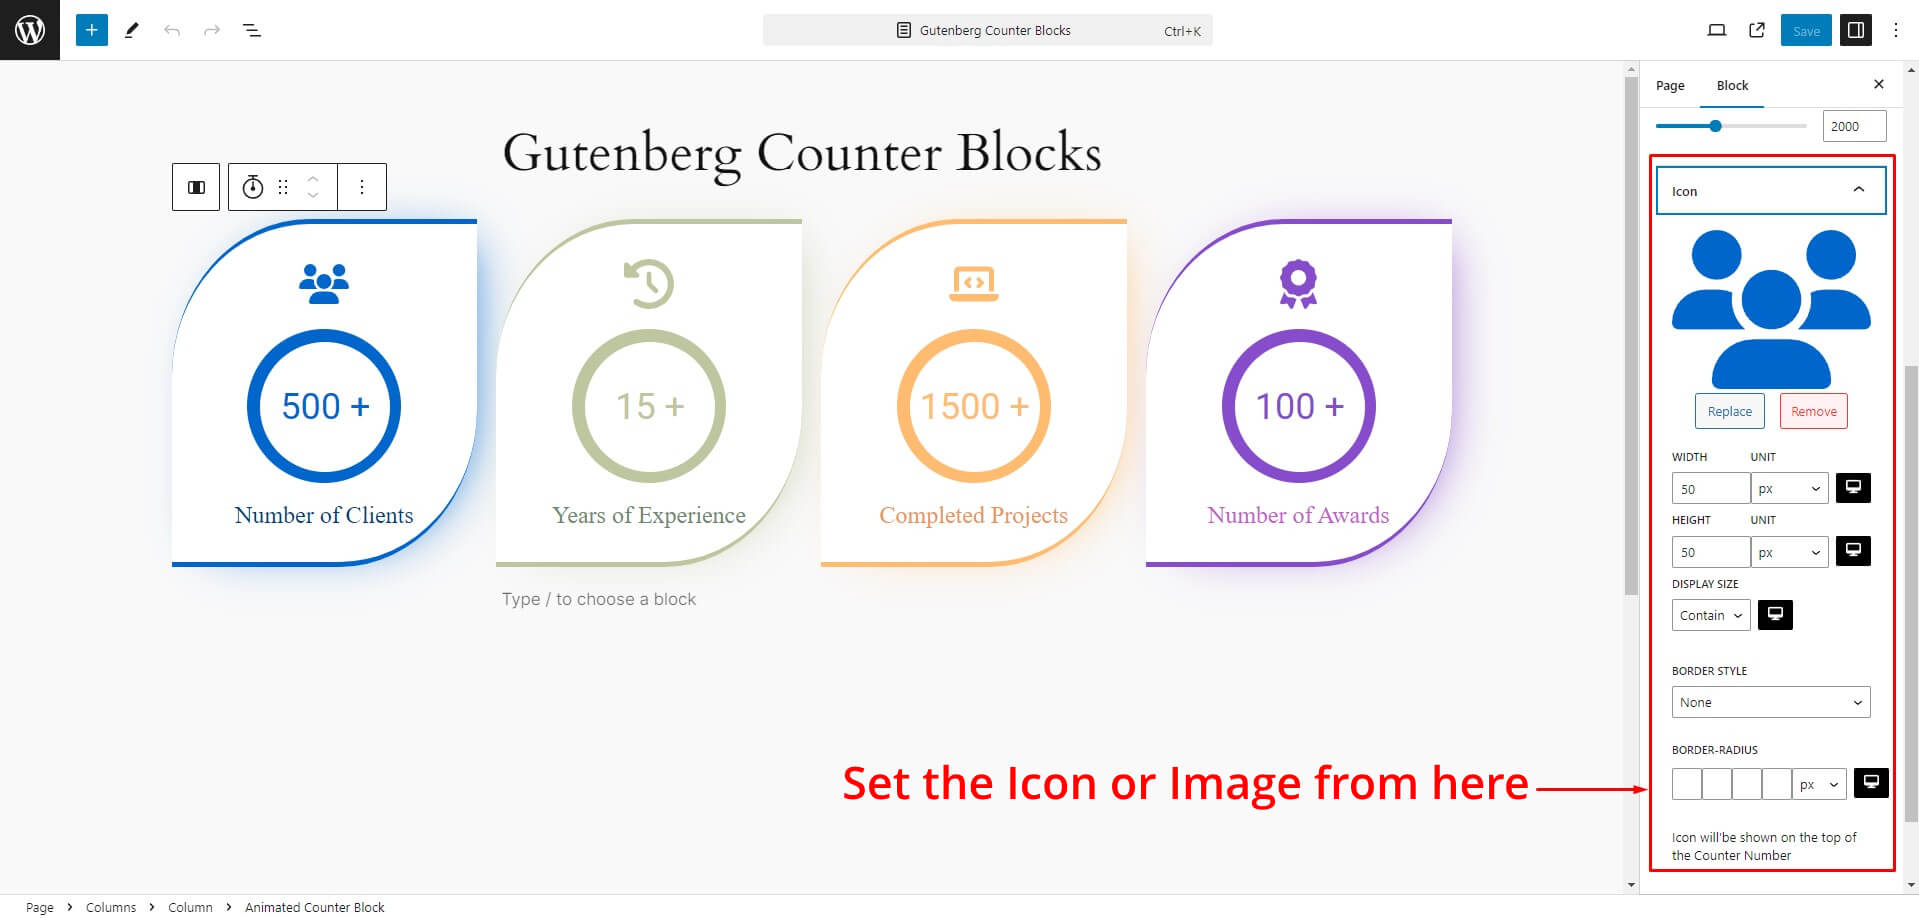 Gutenberg Counter Blocks
Ctrl+K
Save
Page
Block
2000
Gutenberg Counter Blocks
500 +
Number of Clients
15 +
Years of Experience
1500 +
Completed Projects
100 +
Number of Awards
Type / to choose a block
Icon
Replace
Remove
WIDTH
UNIT
50
px
HEIGHT
UNIT
50
px
DISPLAY SIZE
Contain
BORDER STYLE
None
BORDER-RADIUS
px
Icon will'be shown on the top of
the Counter Number
Set the Icon or Image from here
Page > Columns > Column > Animated Counter Block